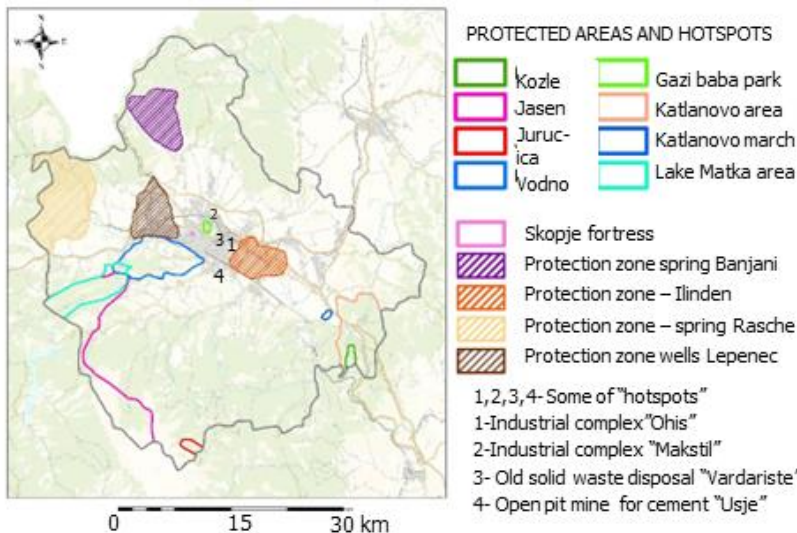 N
W E
S
PROTECTED AREAS AND HOTSPOTS
Kozle
Gazi baba park
Jasen
Katlanovo area
Juruc-
ica
Katlanovo march
Vodno
Lake Matka area
Skopje fortress
Protection zone spring Banjani
Protection zone – Ilinden
Protection zone – spring Rasche
Protection zone wells Lepenec
1,2,3,4- Some of "hotspots"
1-Industrial complex"Ohis"
2-Industrial complex "Makstil"
3- Old solid waste disposal "Vardariste"
4- Open pit mine for cement "Usje"
2
3
1
4
0 15 30 km